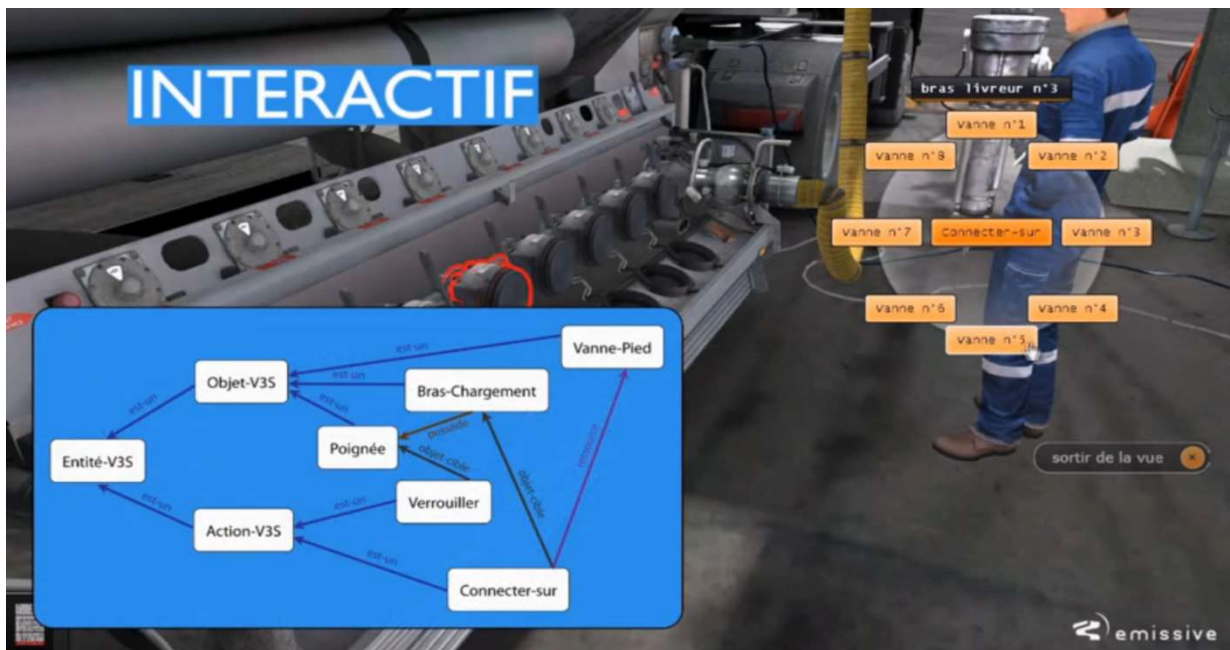 INTERACTIF
bras livreur n°3
Vanne n°1
Vanne n°8
Vanne n°2
Vanne n°7
Connecter-sur
Vanne n°3
Vanne n°6
Vanne n°4
Vanne n°5
sortir de la vue
Vanne-Pied
est-un
Objet-V3S
est-un
Bras-Chargement
est-un
est-un
possède
Poignée
objet-cible
ressource
Entité-V3S
objet-cible
Verrouiller
est-un
est-un
Action-V3S
est-un
Connecter-sur
emissive